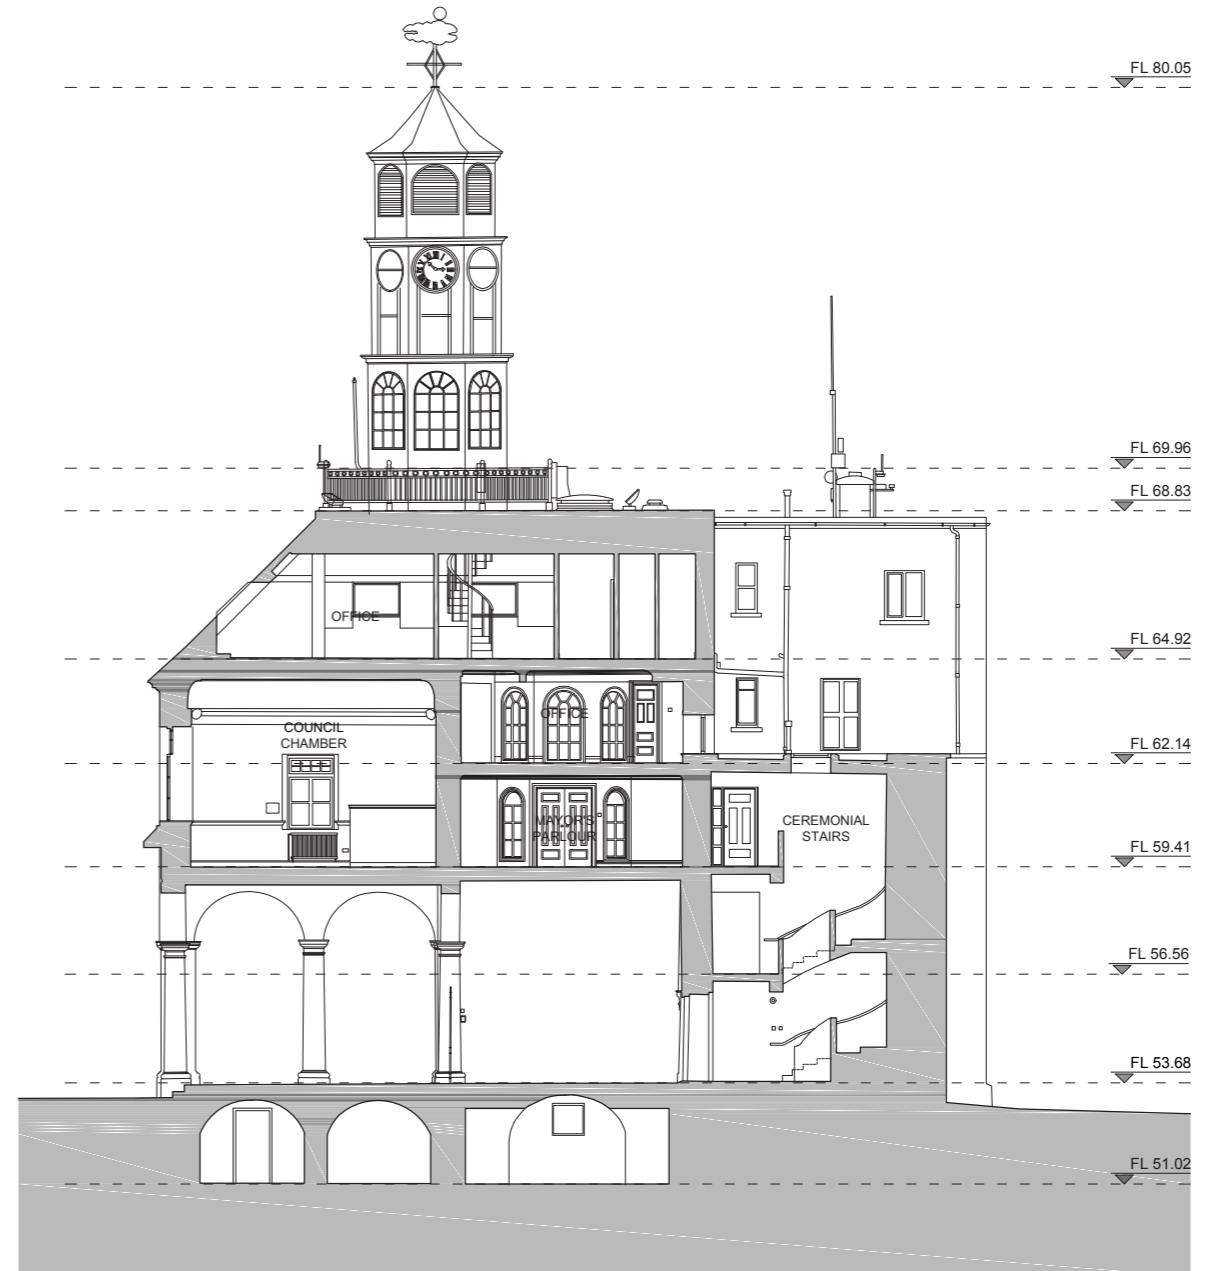 FL 80.05
FL 69.96
FL 68.83
OFFICE
FL 64.92
OFFICE
COUNCIL
CHAMBER
FL 62.14
MAYOR'S
PARLOUR
CEREMONIAL
STAIRS
FL 59.41
FL 56.56
FL 53.68
FL 51.02